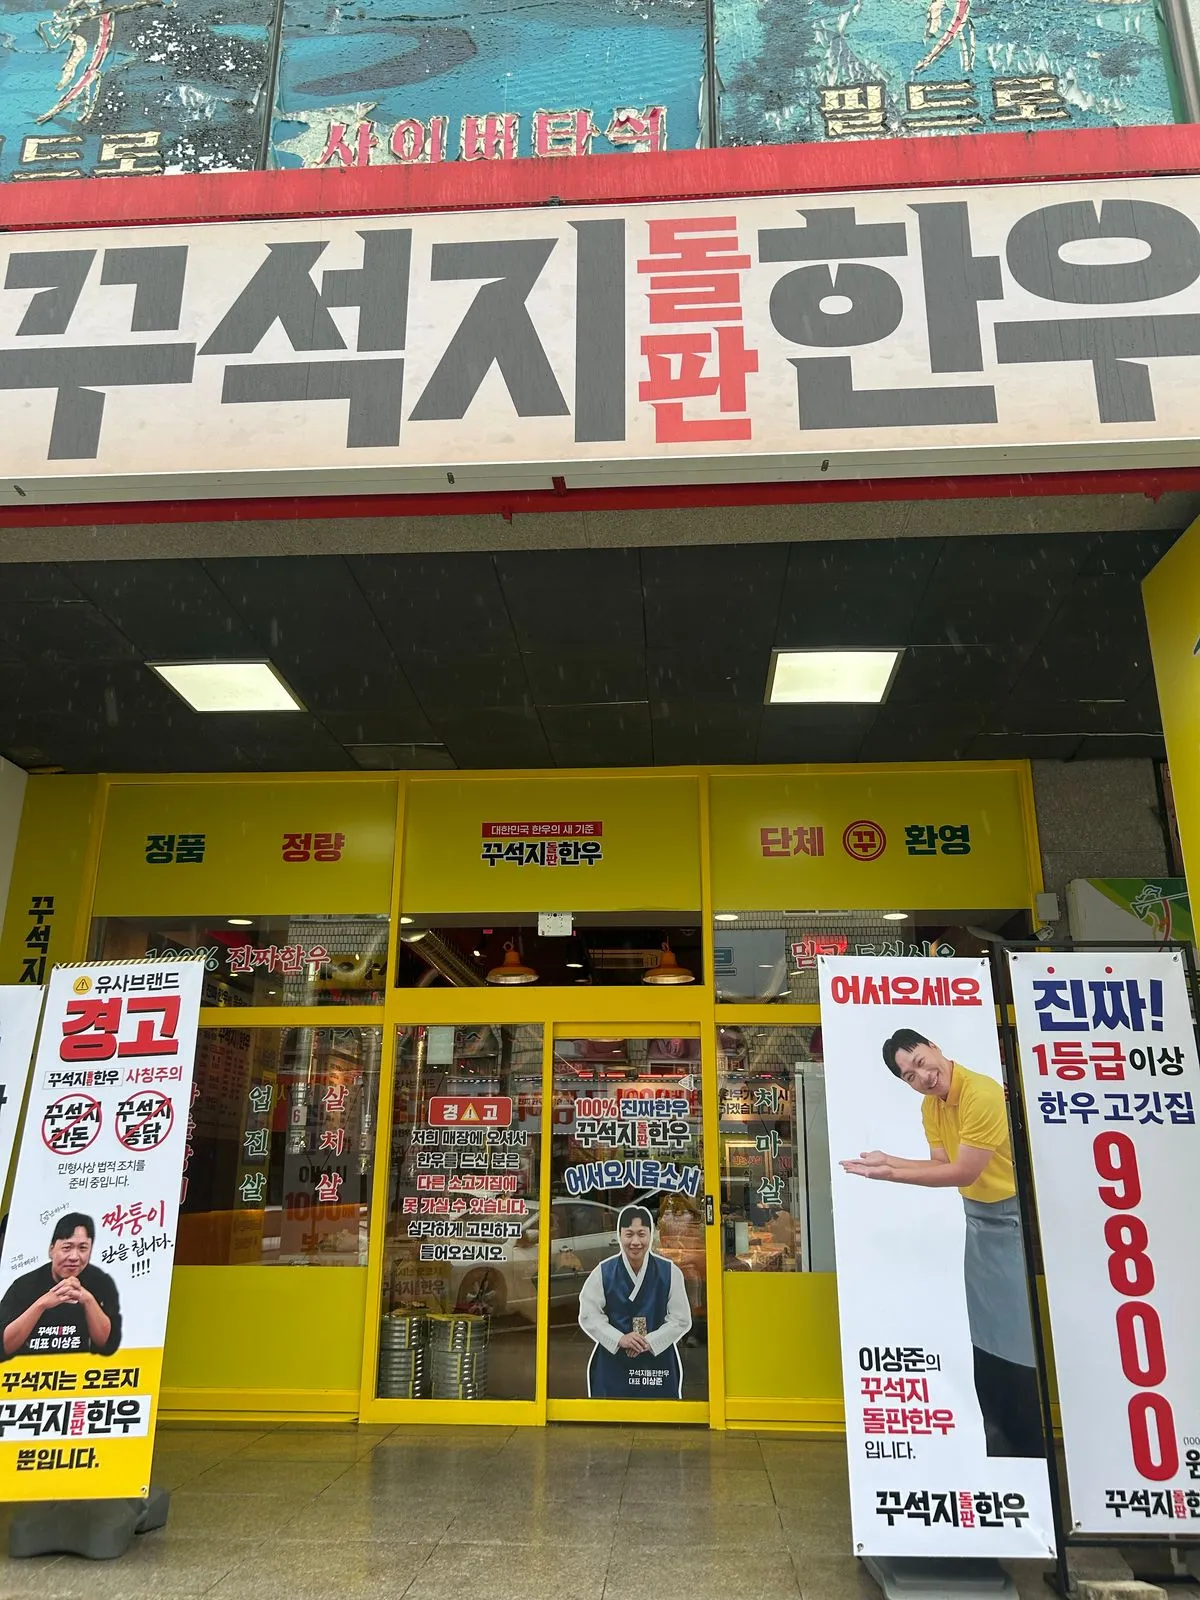 드로
사이버탁석
필드로
꾸석지돌판한우
정품 정량
대한민국 한우의 새 기준
꾸석지돌판한우
단체 꾸 환영
꾸석지
100% 진짜한우
유사브랜드
경고
꾸석지돌판한우 사칭주의
꾸석지한돈
꾸석지통닭
민형사상 법적 조치를
준비 중입니다.
짝퉁이
판을 칩니다.
!!!!
꾸석지돌판한우
대표 이상준
꾸석지는 오로지
꾸석지돌판한우
뿐입니다.
업진살
살치살
경고
저희 매장에 오셔서
한우를 드신 분은
다른 소고기집에
못 가실 수 있습니다.
심각하게 고민하고
들어오십시오.
100% 진짜한우
꾸석지돌판한우
어서오시옵소서
꾸석지돌판한우
대표 이상준
어서오세요
이상준의
꾸석지
돌판한우
입니다.
꾸석지돌판한우
진짜!
1등급이상
한우고깃집
9800원
꾸석지돌판한